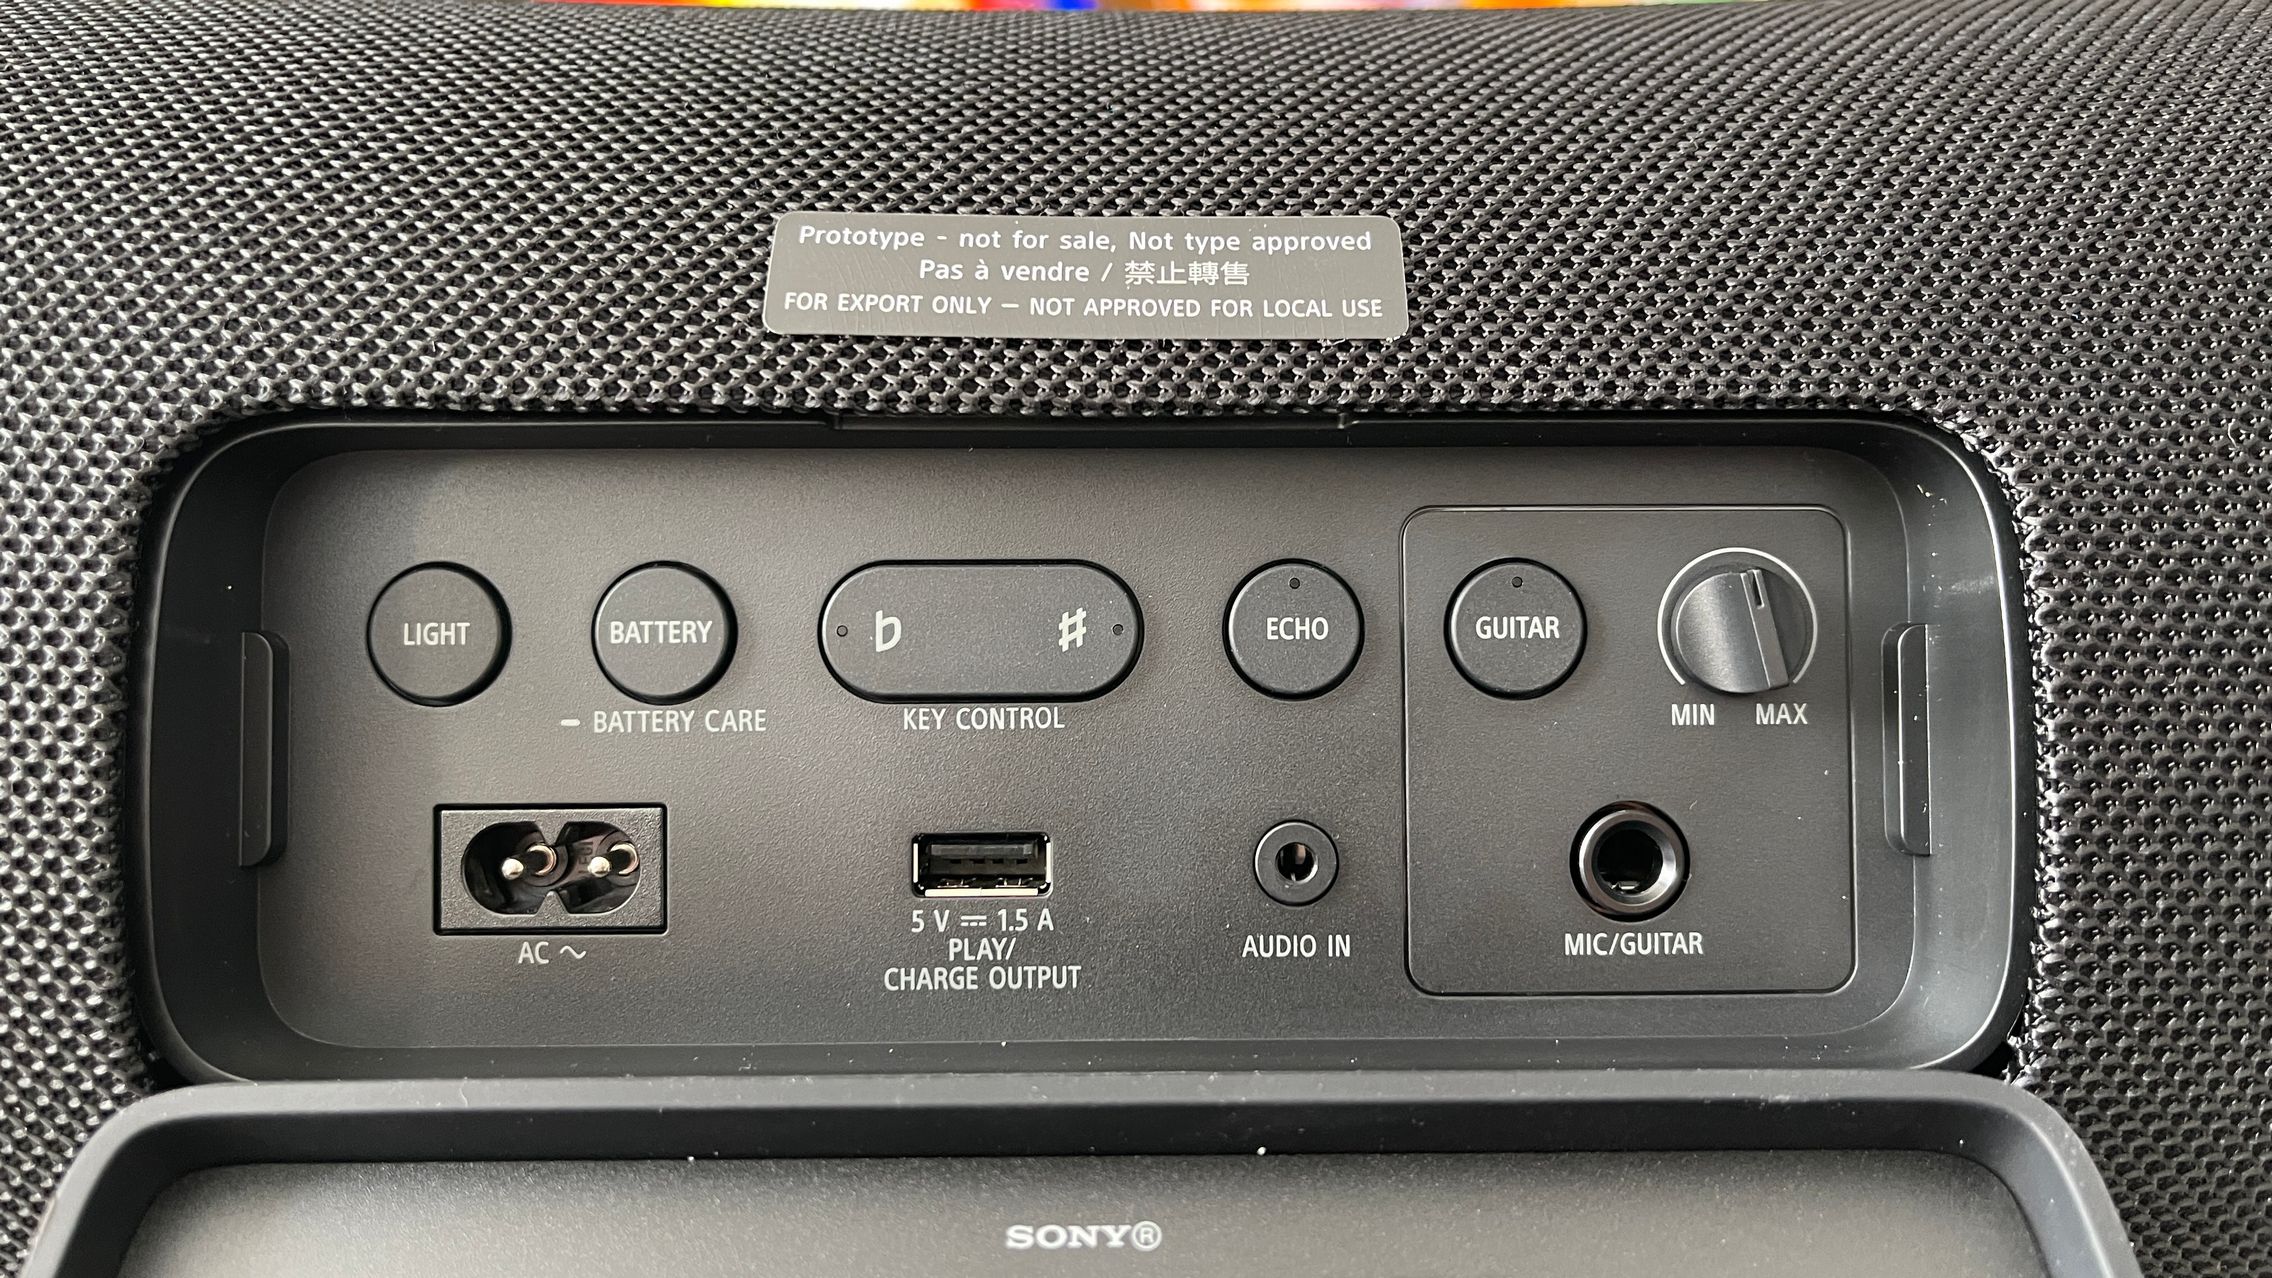 Prototype - not for sale, Not type approved
Pas à vendre / 禁止轉售
FOR EXPORT ONLY — NOT APPROVED FOR LOCAL USE
LIGHT
BATTERY
♭ ♯
ECHO
GUITAR
— BATTERY CARE
KEY CONTROL
MIN MAX
AC ~
5 V ⎓ 1.5 A
PLAY/
CHARGE OUTPUT
AUDIO IN
MIC/GUITAR
SONY®